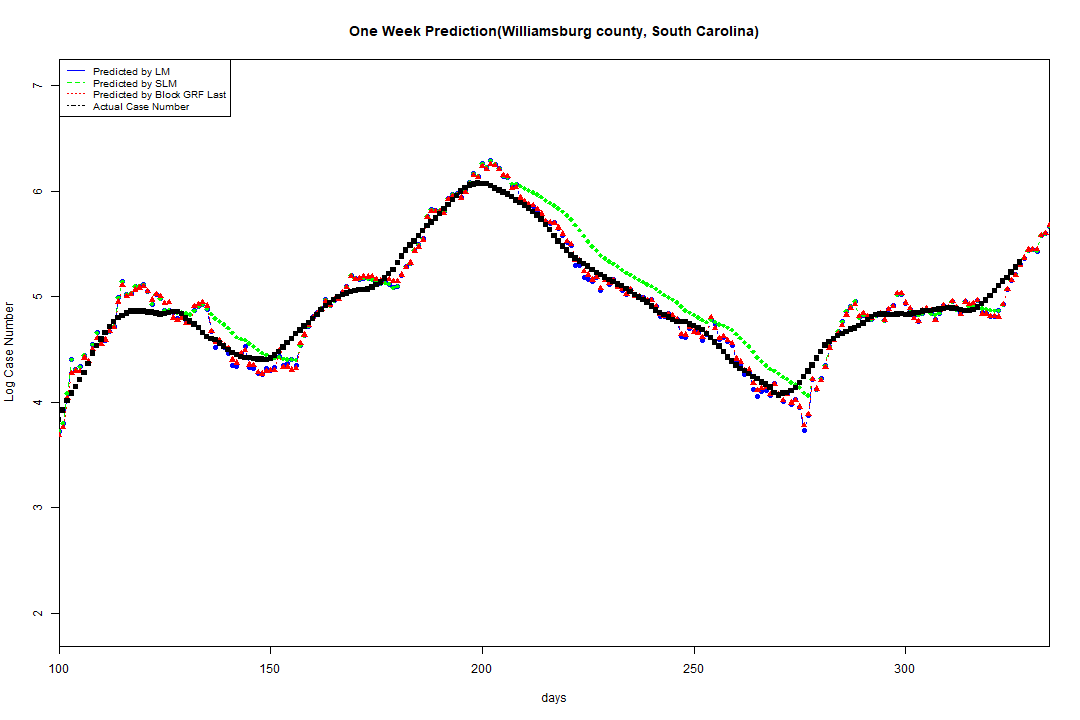 One Week Prediction(Williamsburg county, South Carolina)
Predicted by LM
Predicted by SLM
Predicted by Block GRF Last
Actual Case Number
7
6
5
4
3
2
Log Case Number
100 150 200 250 300
days